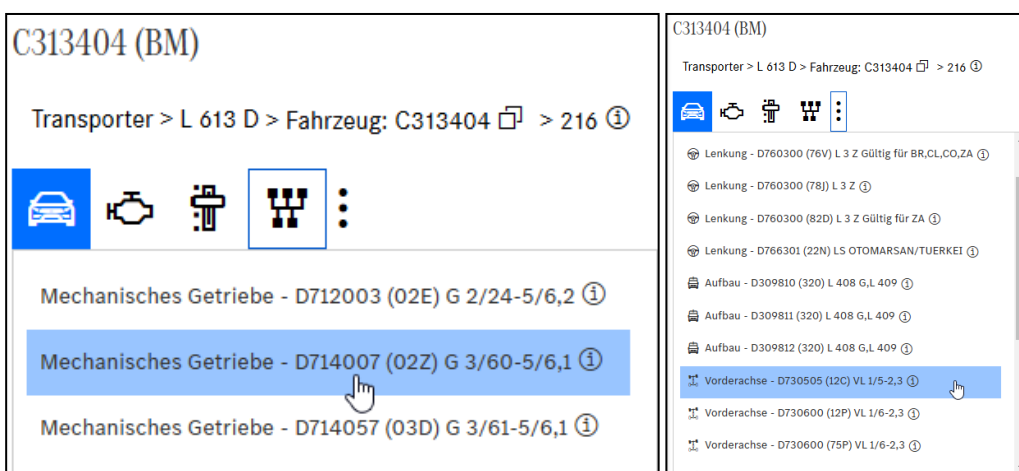 C313404 (BM)
Transporter > L 613 D > Fahrzeug: C313404 > 216
Mechanisches Getriebe - D712003 (02E) G 2/24-5/6,2
Mechanisches Getriebe - D714007 (02Z) G 3/60-5/6,1
Mechanisches Getriebe - D714057 (03D) G 3/61-5/6,1
C313404 (BM)
Transporter > L 613 D > Fahrzeug: C313404 > 216
Lenkung - D760300 (76V) L 3 Z Gültig für BR,CL,CO,ZA
Lenkung - D760300 (78J) L 3 Z
Lenkung - D760300 (82D) L 3 Z Gültig für ZA
Lenkung - D766301 (22N) LS OTOMARSAN/TUERKEI
Aufbau - D309810 (320) L 408 G,L 409
Aufbau - D309811 (320) L 408 G,L 409
Aufbau - D309812 (320) L 408 G,L 409
Vorderachse - D730505 (12C) VL 1/5-2,3
Vorderachse - D730600 (12P) VL 1/6-2,3
Vorderachse - D730600 (75P) VL 1/6-2,3